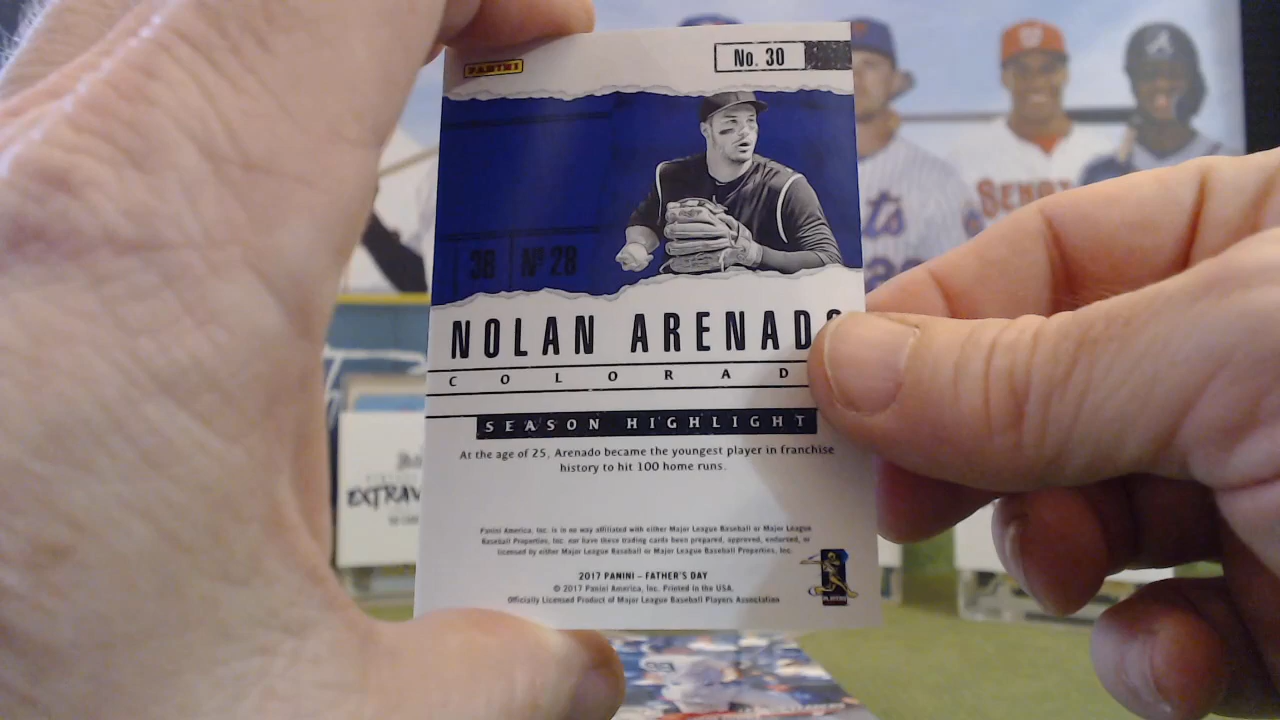 PANINI
No. 30
3B Nº 28
NOLAN ARENADO
COLORAD
SEASON HIGHLIGHT
At the age of 25, Arenado became the youngest player in franchise
history to hit 100 home runs.
Panini America, Inc. is in no way affiliated with either Major League Baseball or Major League
Baseball Properties, Inc. nor have these trading cards been prepared, approved, endorsed, or
licensed by either Major League Baseball or Major League Baseball Properties, Inc.
2017 PANINI – FATHER'S DAY
© 2017 Panini America, Inc. Printed in the USA.
Officially Licensed Product of Major League Baseball Players Association
EXTRAV